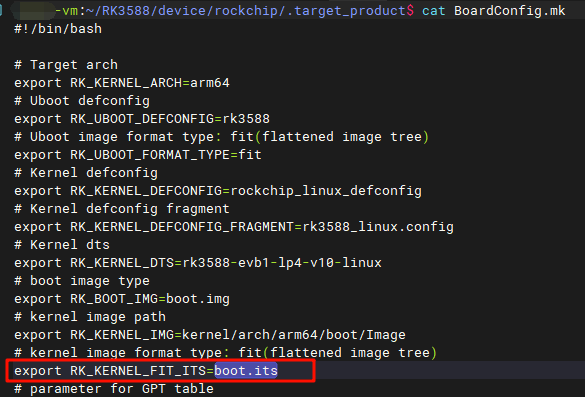 -vm:~/RK3588/device/rockchip/.target_product$ cat BoardConfig.mk
#!/bin/bash
# Target arch
export RK_KERNEL_ARCH=arm64
# Uboot defconfig
export RK_UBOOT_DEFCONFIG=rk3588
# Uboot image format type: fit(flattened image tree)
export RK_UBOOT_FORMAT_TYPE=fit
# Kernel defconfig
export RK_KERNEL_DEFCONFIG=rockchip_linux_defconfig
# Kernel defconfig fragment
export RK_KERNEL_DEFCONFIG_FRAGMENT=rk3588_linux.config
# Kernel dts
export RK_KERNEL_DTS=rk3588-evb1-lp4-v10-linux
# boot image type
export RK_BOOT_IMG=boot.img
# kernel image path
export RK_KERNEL_IMG=kernel/arch/arm64/boot/Image
# kernel image format type: fit(flattened image tree)
export RK_KERNEL_FIT_ITS=boot.its
# parameter for GPT table